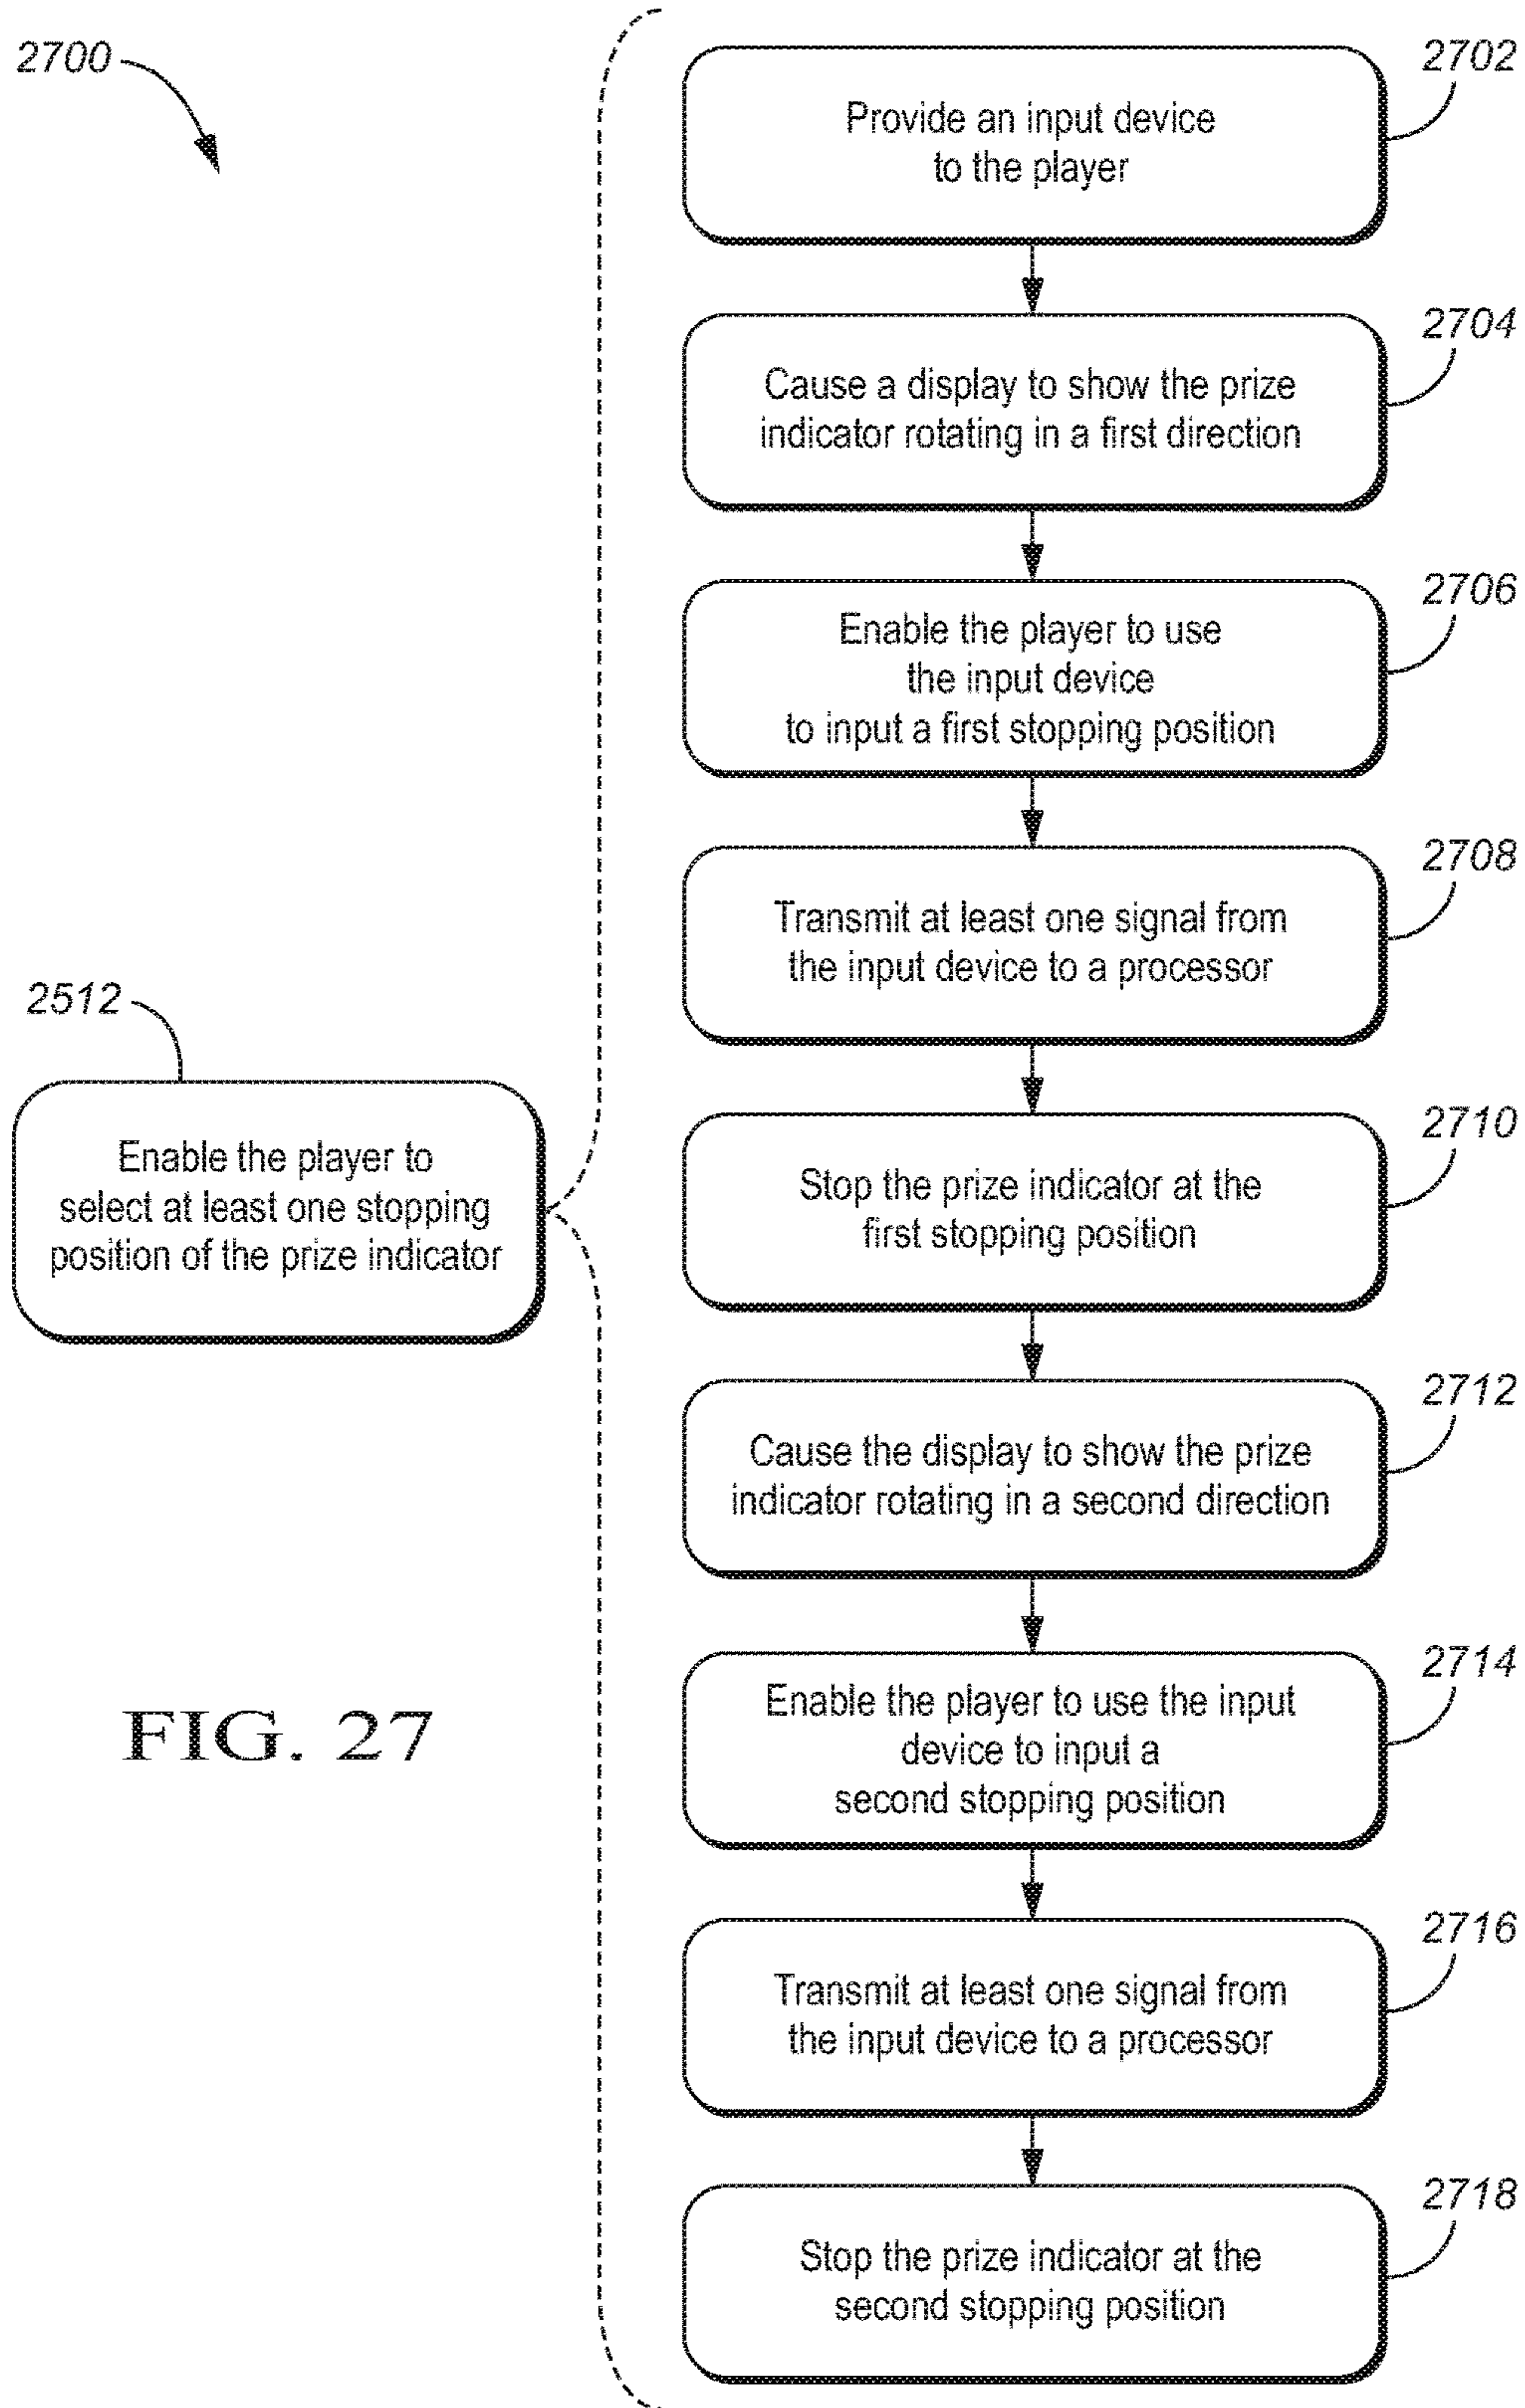 2700
2702
Provide an input device
to the player
2704
Cause a display to show the prize
indicator rotating in a first direction
2706
Enable the player to use
the input device
to input a first stopping position
2708
Transmit at least one signal from
the input device to a processor
2512
Enable the player to
select at least one stopping
position of the prize indicator
2710
Stop the prize indicator at the
first stopping position
2712
Cause the display to show the prize
indicator rotating in a second direction
2714
Enable the player to use the input
device to input a
second stopping position
FIG. 27
2716
Transmit at least one signal from
the input device to a processor
2718
Stop the prize indicator at the
second stopping position